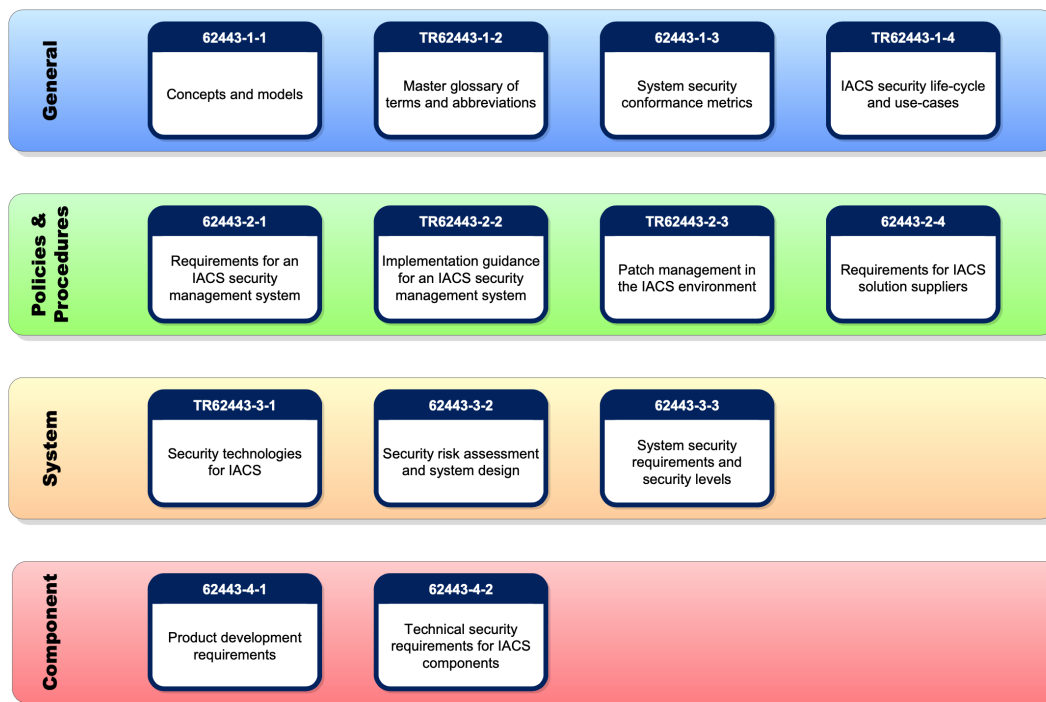 General
62443-1-1
Concepts and models
TR62443-1-2
Master glossary of
terms and abbreviations
62443-1-3
System security
conformance metrics
TR62443-1-4
IACS security life-cycle
and use-cases
Policies &
Procedures
62443-2-1
Requirements for an
IACS security
management system
TR62443-2-2
Implementation guidance
for an IACS security
management system
TR62443-2-3
Patch management in
the IACS environment
62443-2-4
Requirements for IACS
solution suppliers
System
TR62443-3-1
Security technologies
for IACS
62443-3-2
Security risk assessment
and system design
62443-3-3
System security
requirements and
security levels
Component
62443-4-1
Product development
requirements
62443-4-2
Technical security
requirements for IACS
components